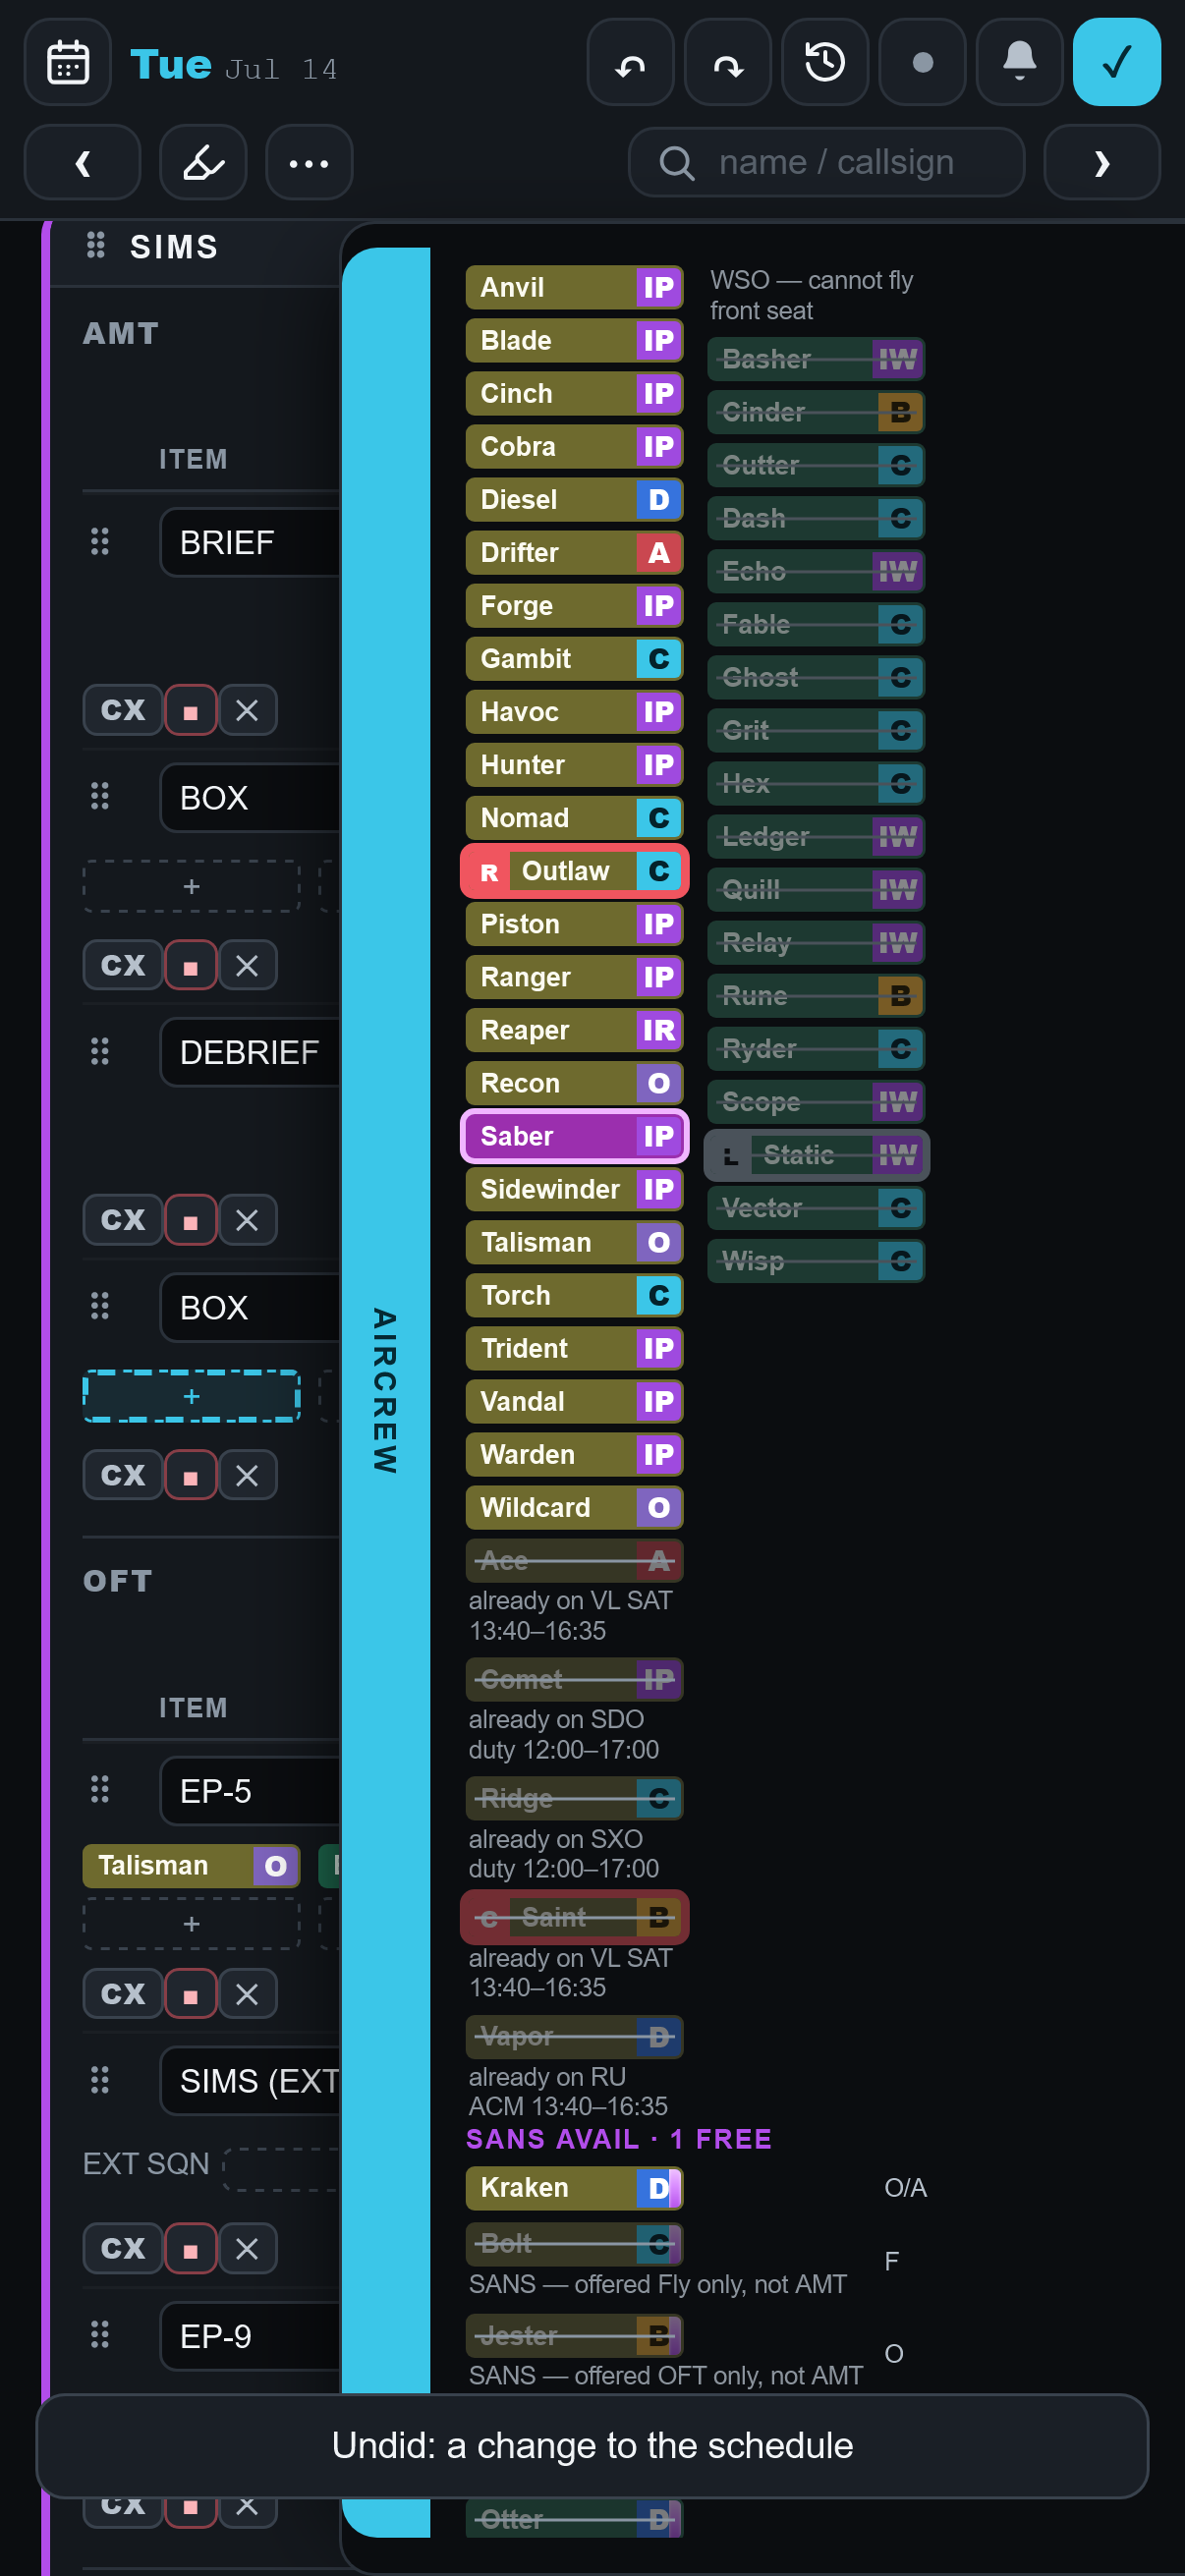 Tue Jul 14
name / callsign
SIMS
AMT
ITEM
BRIEF
CX
BOX
+
CX
DEBRIEF
CX
BOX
+
CX
OFT
ITEM
EP-5
Talisman O
+
CX
SIMS (EXT
EXT SQN
CX
EP-9
CX
AIRCREW
Anvil IP
Blade IP
Cinch IP
Cobra IP
Diesel D
Drifter A
Forge IP
Gambit C
Havoc IP
Hunter IP
Nomad C
R Outlaw C
Piston IP
Ranger IP
Reaper IR
Recon O
Saber IP
Sidewinder IP
Talisman O
Torch C
Trident IP
Vandal IP
Warden IP
Wildcard O
Ace A
already on VL SAT
13:40–16:35
Comet IP
already on SDO
duty 12:00–17:00
Ridge C
already on SXO
duty 12:00–17:00
C Saint B
already on VL SAT
13:40–16:35
Vapor D
already on RU
ACM 13:40–16:35
WSO — cannot fly
front seat
Basher IW
Cinder B
Cutter C
Dash C
Echo IW
Fable C
Ghost C
Grit C
Hex C
Ledger IW
Quill IW
Relay IW
Rune B
Ryder C
Scope IW
L Static IW
Vector C
Wisp C
SANS AVAIL · 1 FREE
Kraken D O/A
Bolt C F
SANS — offered Fly only, not AMT
Jester B O
SANS — offered OFT only, not AMT
Undid: a change to the schedule
Otter D